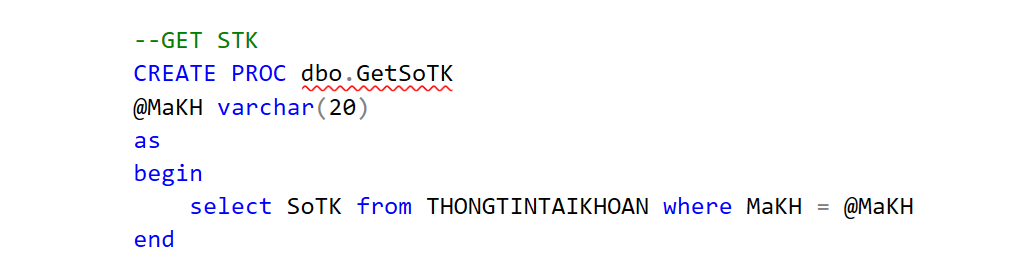 --GET STK
CREATE PROC dbo.GetSoTK
@MaKH varchar(20)
as
begin
    select SoTK from THONGTINTAIKHOAN where MaKH = @MaKH
end